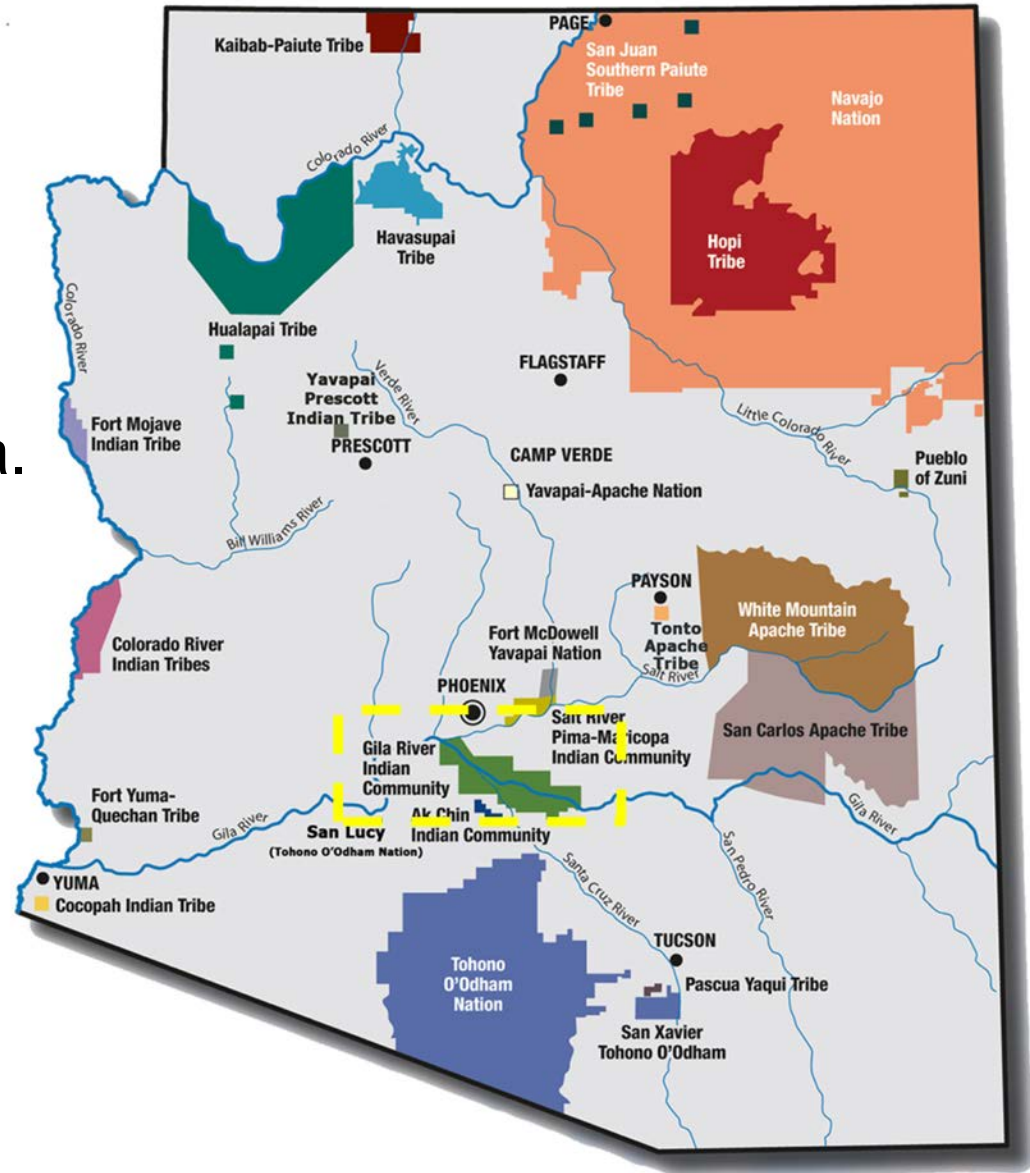 PAGE
Kaibab-Paiute Tribe
San Juan
Southern Paiute
Tribe
Navajo
Nation
Colorado River
Hopi
Tribe
Havasupai
Tribe
Colorado River
Hualapai Tribe
FLAGSTAFF
Verde River
Yavapai
Prescott
Indian Tribe
PRESCOTT
Fort Mojave
Indian Tribe
a.
Little Colorado River
CAMP VERDE
Yavapai-Apache Nation
Pueblo
of Zuni
Bill Williams River
PAYSON
Tonto
Apache
Tribe
White Mountain
Apache Tribe
Colorado River
Indian Tribes
Fort McDowell
Yavapai Nation
Salt River
PHOENIX
Salt River
Pima-Maricopa
Indian Community
San Carlos Apache Tribe
Gila River
Indian
Community
Fort Yuma-
Quechan Tribe
Gila River
Ak Chin
Indian Community
San Lucy
(Tohono O'Odham Nation)
Gila River
San Pedro River
Santa Cruz River
YUMA
Cocopah Indian Tribe
TUCSON
Tohono
O'Odham
Nation
Pascua Yaqui Tribe
San Xavier
Tohono O'Odham